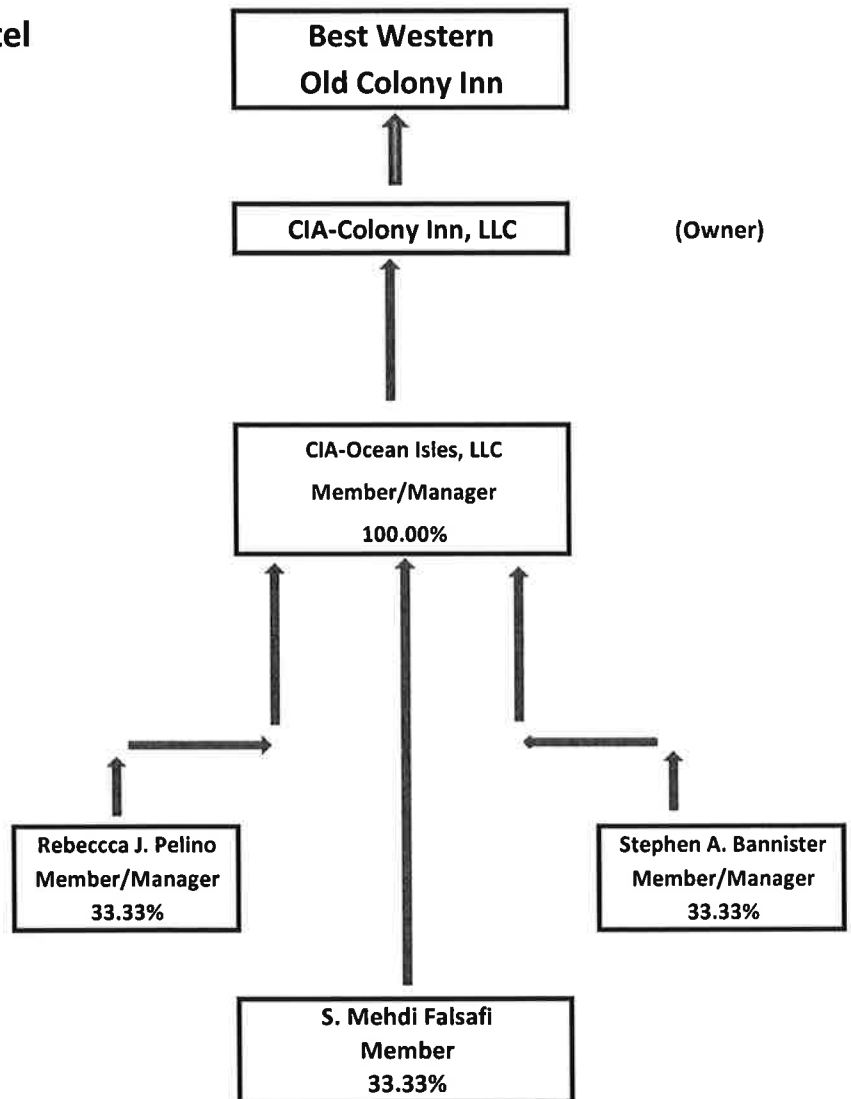 Best Western
Old Colony Inn
CIA-Colony Inn, LLC
(Owner)
CIA-Ocean Isles, LLC
Member/Manager
100.00%
Rebeccca J. Pelino
Member/Manager
33.33%
Stephen A. Bannister
Member/Manager
33.33%
S. Mehdi Falsafi
Member
33.33%